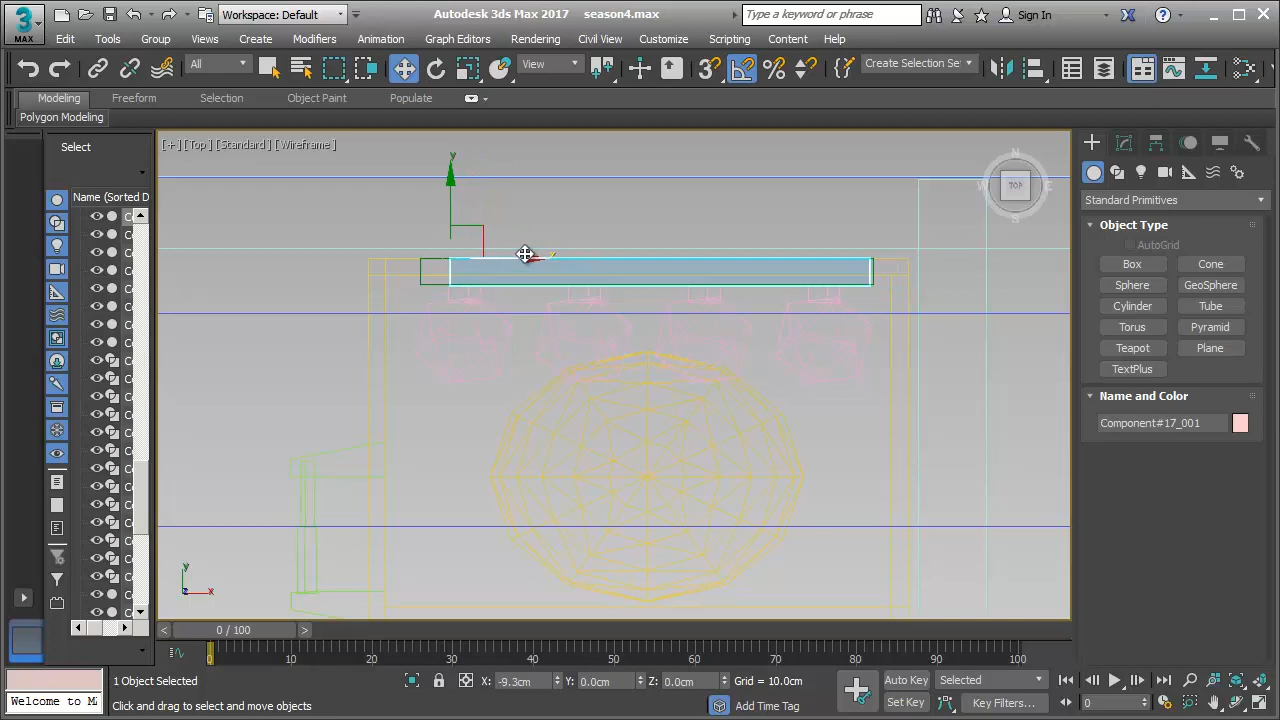 Workspace: Default
Autodesk 3ds Max 2017 season4.max
Type a keyword or phrase
Sign In
MAX
Edit Tools Group Views Create Modifiers Animation Graph Editors Rendering Civil View Customize Scripting Content Help
All
View
Create Selection Se
Modeling Freeform Selection Object Paint Populate
Polygon Modeling
Select
[ + ] [ Top ] [ Standard ] [ Wireframe ]
Name (Sorted D
y
N
W TOP E
S
x
Standard Primitives
Object Type
AutoGrid
Box Cone
Sphere GeoSphere
Cylinder Tube
Torus Pyramid
Teapot Plane
TextPlus
Name and Color
Component#17_001
y
x
0 / 100
0 10 20 30 40 50 60 70 80 90 100
1 Object Selected
X: -9.3cm Y: 0.0cm Z: 0.0cm Grid = 10.0cm
Auto Key Selected
Set Key Key Filters...
0
Welcome to M
Click and drag to select and move objects
Add Time Tag